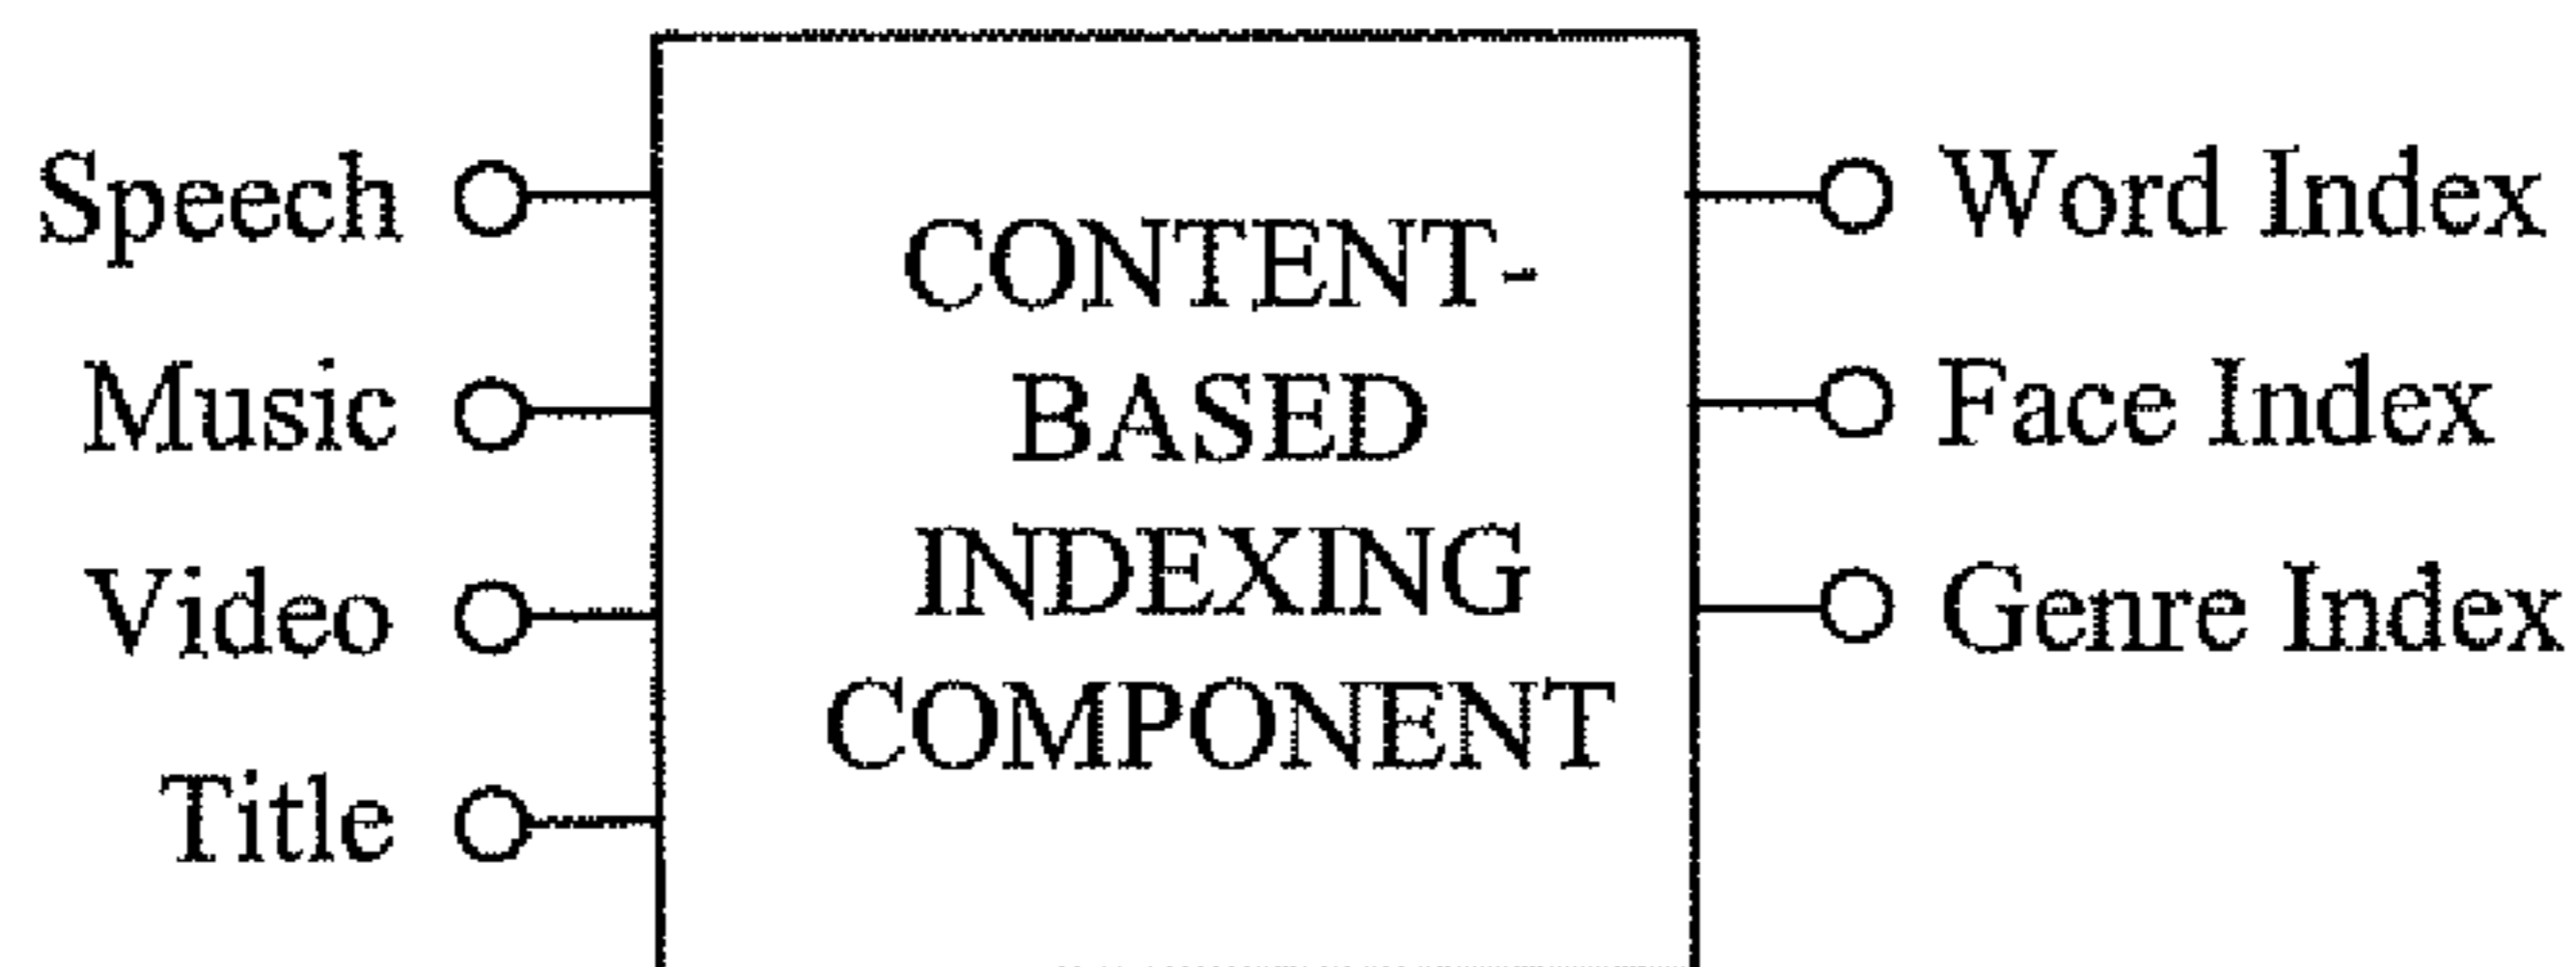 Speech
Music
Video
Title
CONTENT-
BASED
INDEXING
COMPONENT
Word Index
Face Index
Genre Index